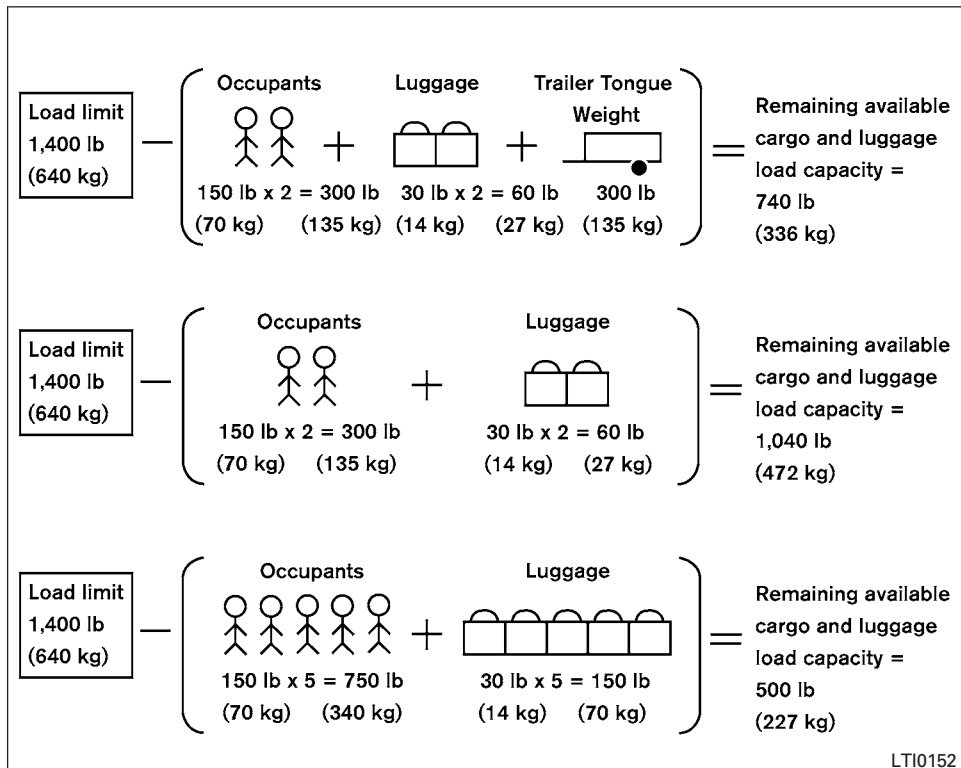 Occupants
Luggage
Trailer Tongue
Weight
Load limit
1,400 lb
(640 kg)
—
+
+
=
150 lb x 2 = 300 lb
30 lb x 2 = 60 lb
300 lb
(70 kg)
(135 kg)
(14 kg)
(27 kg)
(135 kg)
Remaining available
cargo and luggage
load capacity =
740 lb
(336 kg)
Occupants
Luggage
Load limit
1,400 lb
(640 kg)
—
+
=
150 lb x 2 = 300 lb
30 lb x 2 = 60 lb
(70 kg)
(135 kg)
(14 kg)
(27 kg)
Remaining available
cargo and luggage
load capacity =
1,040 lb
(472 kg)
Occupants
Luggage
Load limit
1,400 lb
(640 kg)
—
+
=
150 lb x 5 = 750 lb
30 lb x 5 = 150 lb
(70 kg)
(340 kg)
(14 kg)
(70 kg)
Remaining available
cargo and luggage
load capacity =
500 lb
(227 kg)
LTI0152